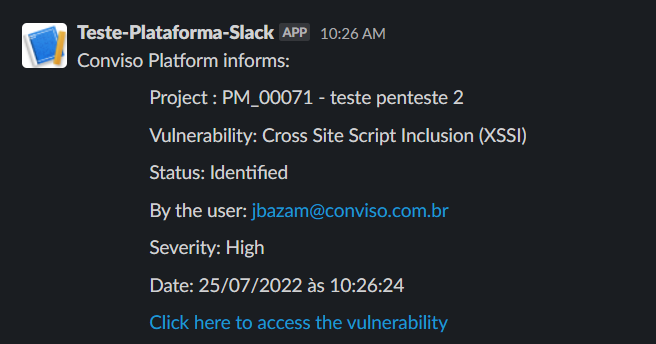 Teste-Plataforma-Slack APP 10:26 AM
Conviso Platform informs:
Project : PM_00071 - teste penteste 2
Vulnerability: Cross Site Script Inclusion (XSSI)
Status: Identified
By the user: jbazam@conviso.com.br
Severity: High
Date: 25/07/2022 às 10:26:24
Click here to access the vulnerability